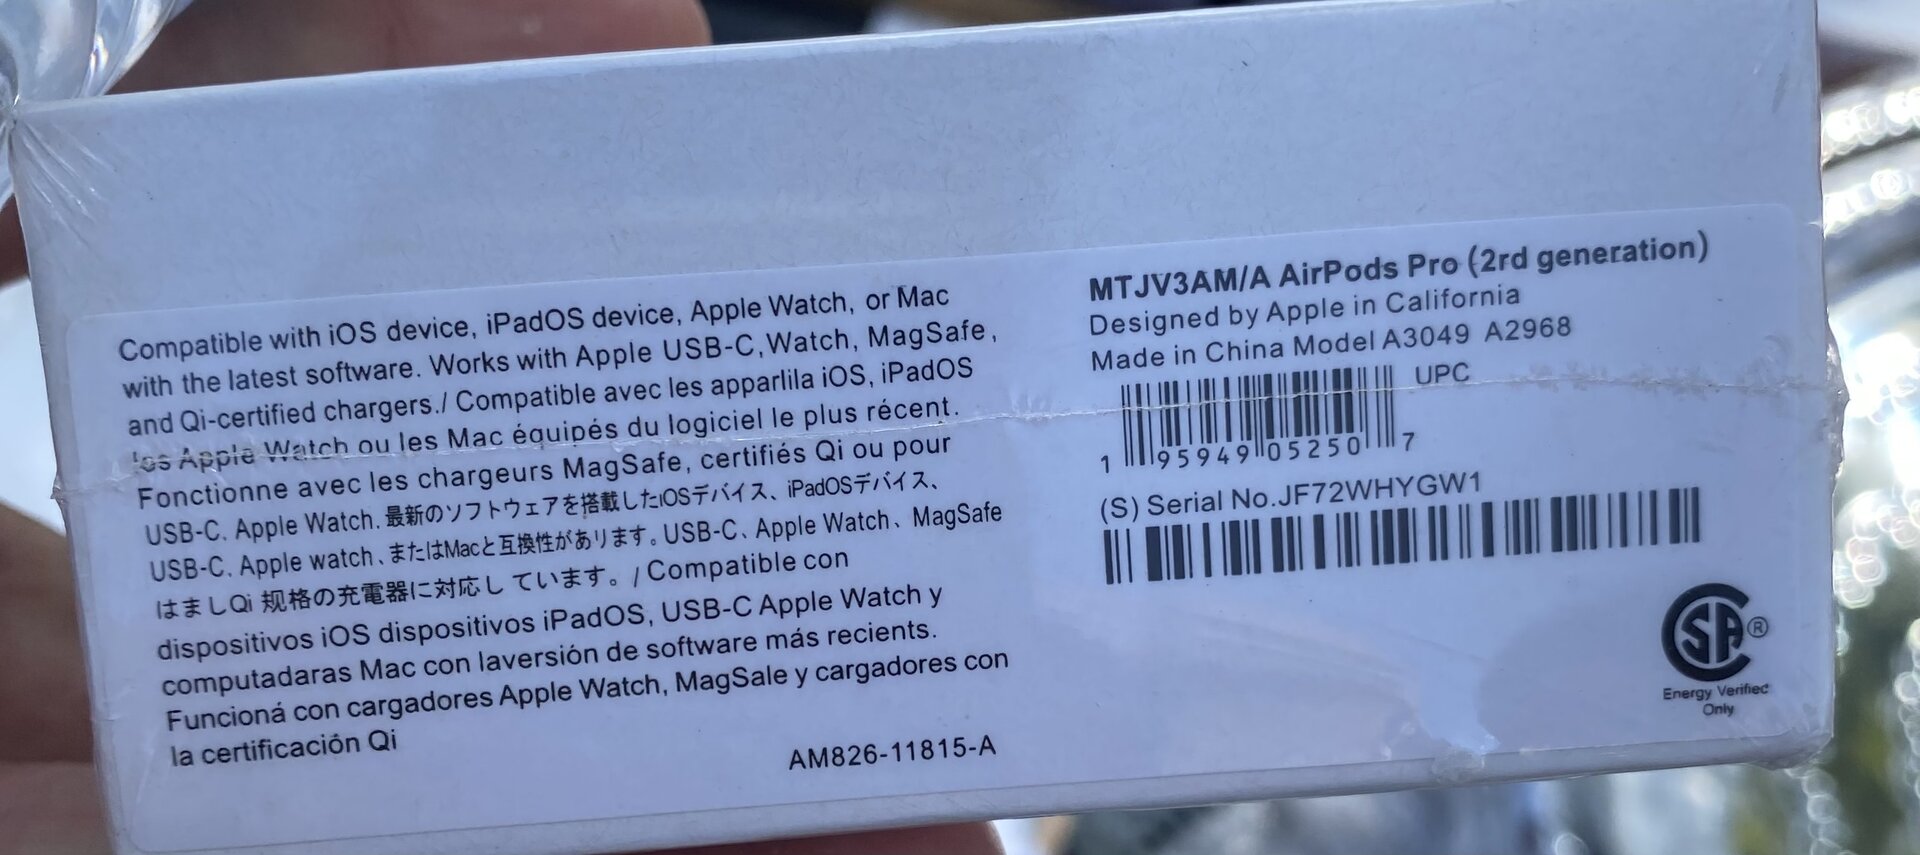 Compatible with iOS device, iPadOS device, Apple Watch, or Mac
with the latest software. Works with Apple USB-C, Watch, MagSafe,
and Qi-certified chargers./ Compatible avec les apparlila iOS, iPadOS
los Apple Watch ou les Mac équipés du logiciel le plus récent.
Fonctionne avec les chargeurs MagSafe, certifiés Qi ou pour
USB-C, Apple Watch. 最新のソフトウェアを搭載したiOSデバイス、iPadOSデバイス、
USB-C, Apple watch、またはMacと互換性があります。USB-C、Apple Watch、MagSafe
はましQi 规格の充電器に対応し ています。/ Compatible con
dispositivos iOS dispositivos iPadOS, USB-C Apple Watch y
computadaras Mac con laversión de software más recients.
Funcioná con cargadores Apple Watch, MagSale y cargadores con
la certificación Qi
AM826-11815-A
MTJV3AM/A AirPods Pro (2rd generation)
Designed by Apple in California
Made in China Model A3049 A2968
UPC
1 95949 05250 7
(S) Serial No.JF72WHYGW1
SA ®
Energy Verified
Only